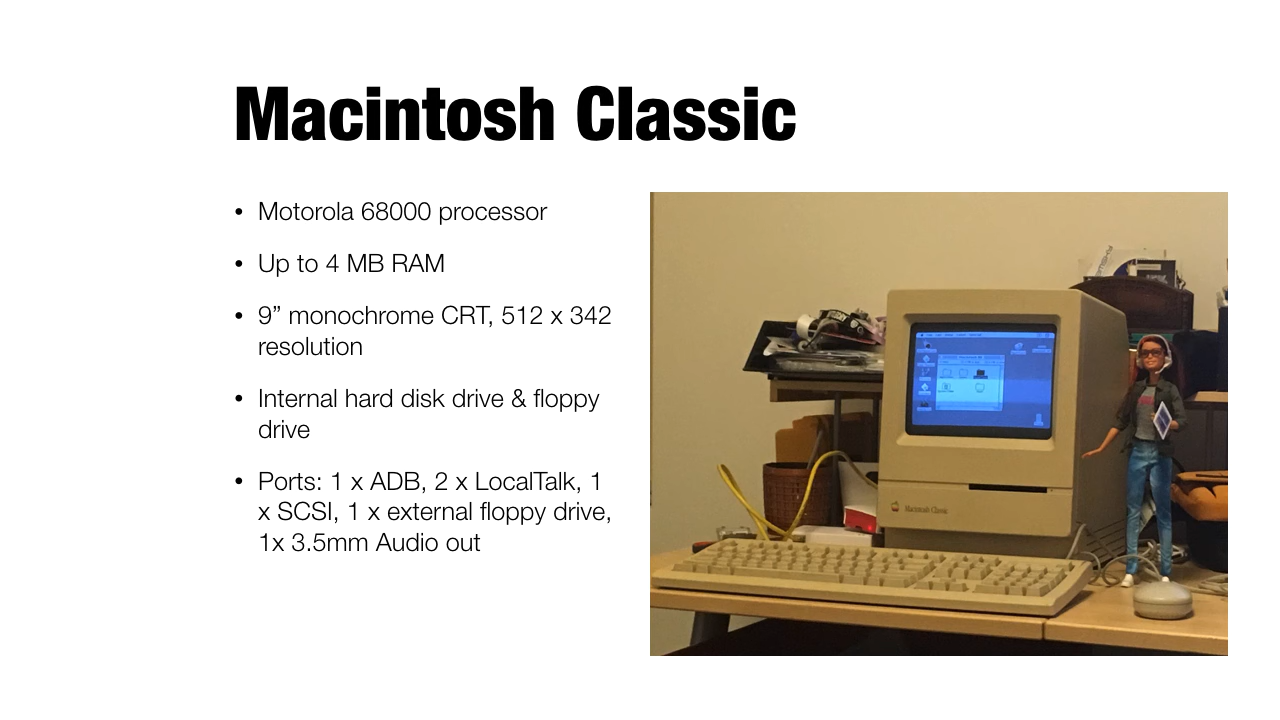 Macintosh Classic
• Motorola 68000 processor
• Up to 4 MB RAM
• 9” monochrome CRT, 512 x 342
resolution
• Internal hard disk drive & floppy
drive
• Ports: 1 x ADB, 2 x LocalTalk, 1
x SCSI, 1 x external floppy drive,
1x 3.5mm Audio out
Macintosh Classic